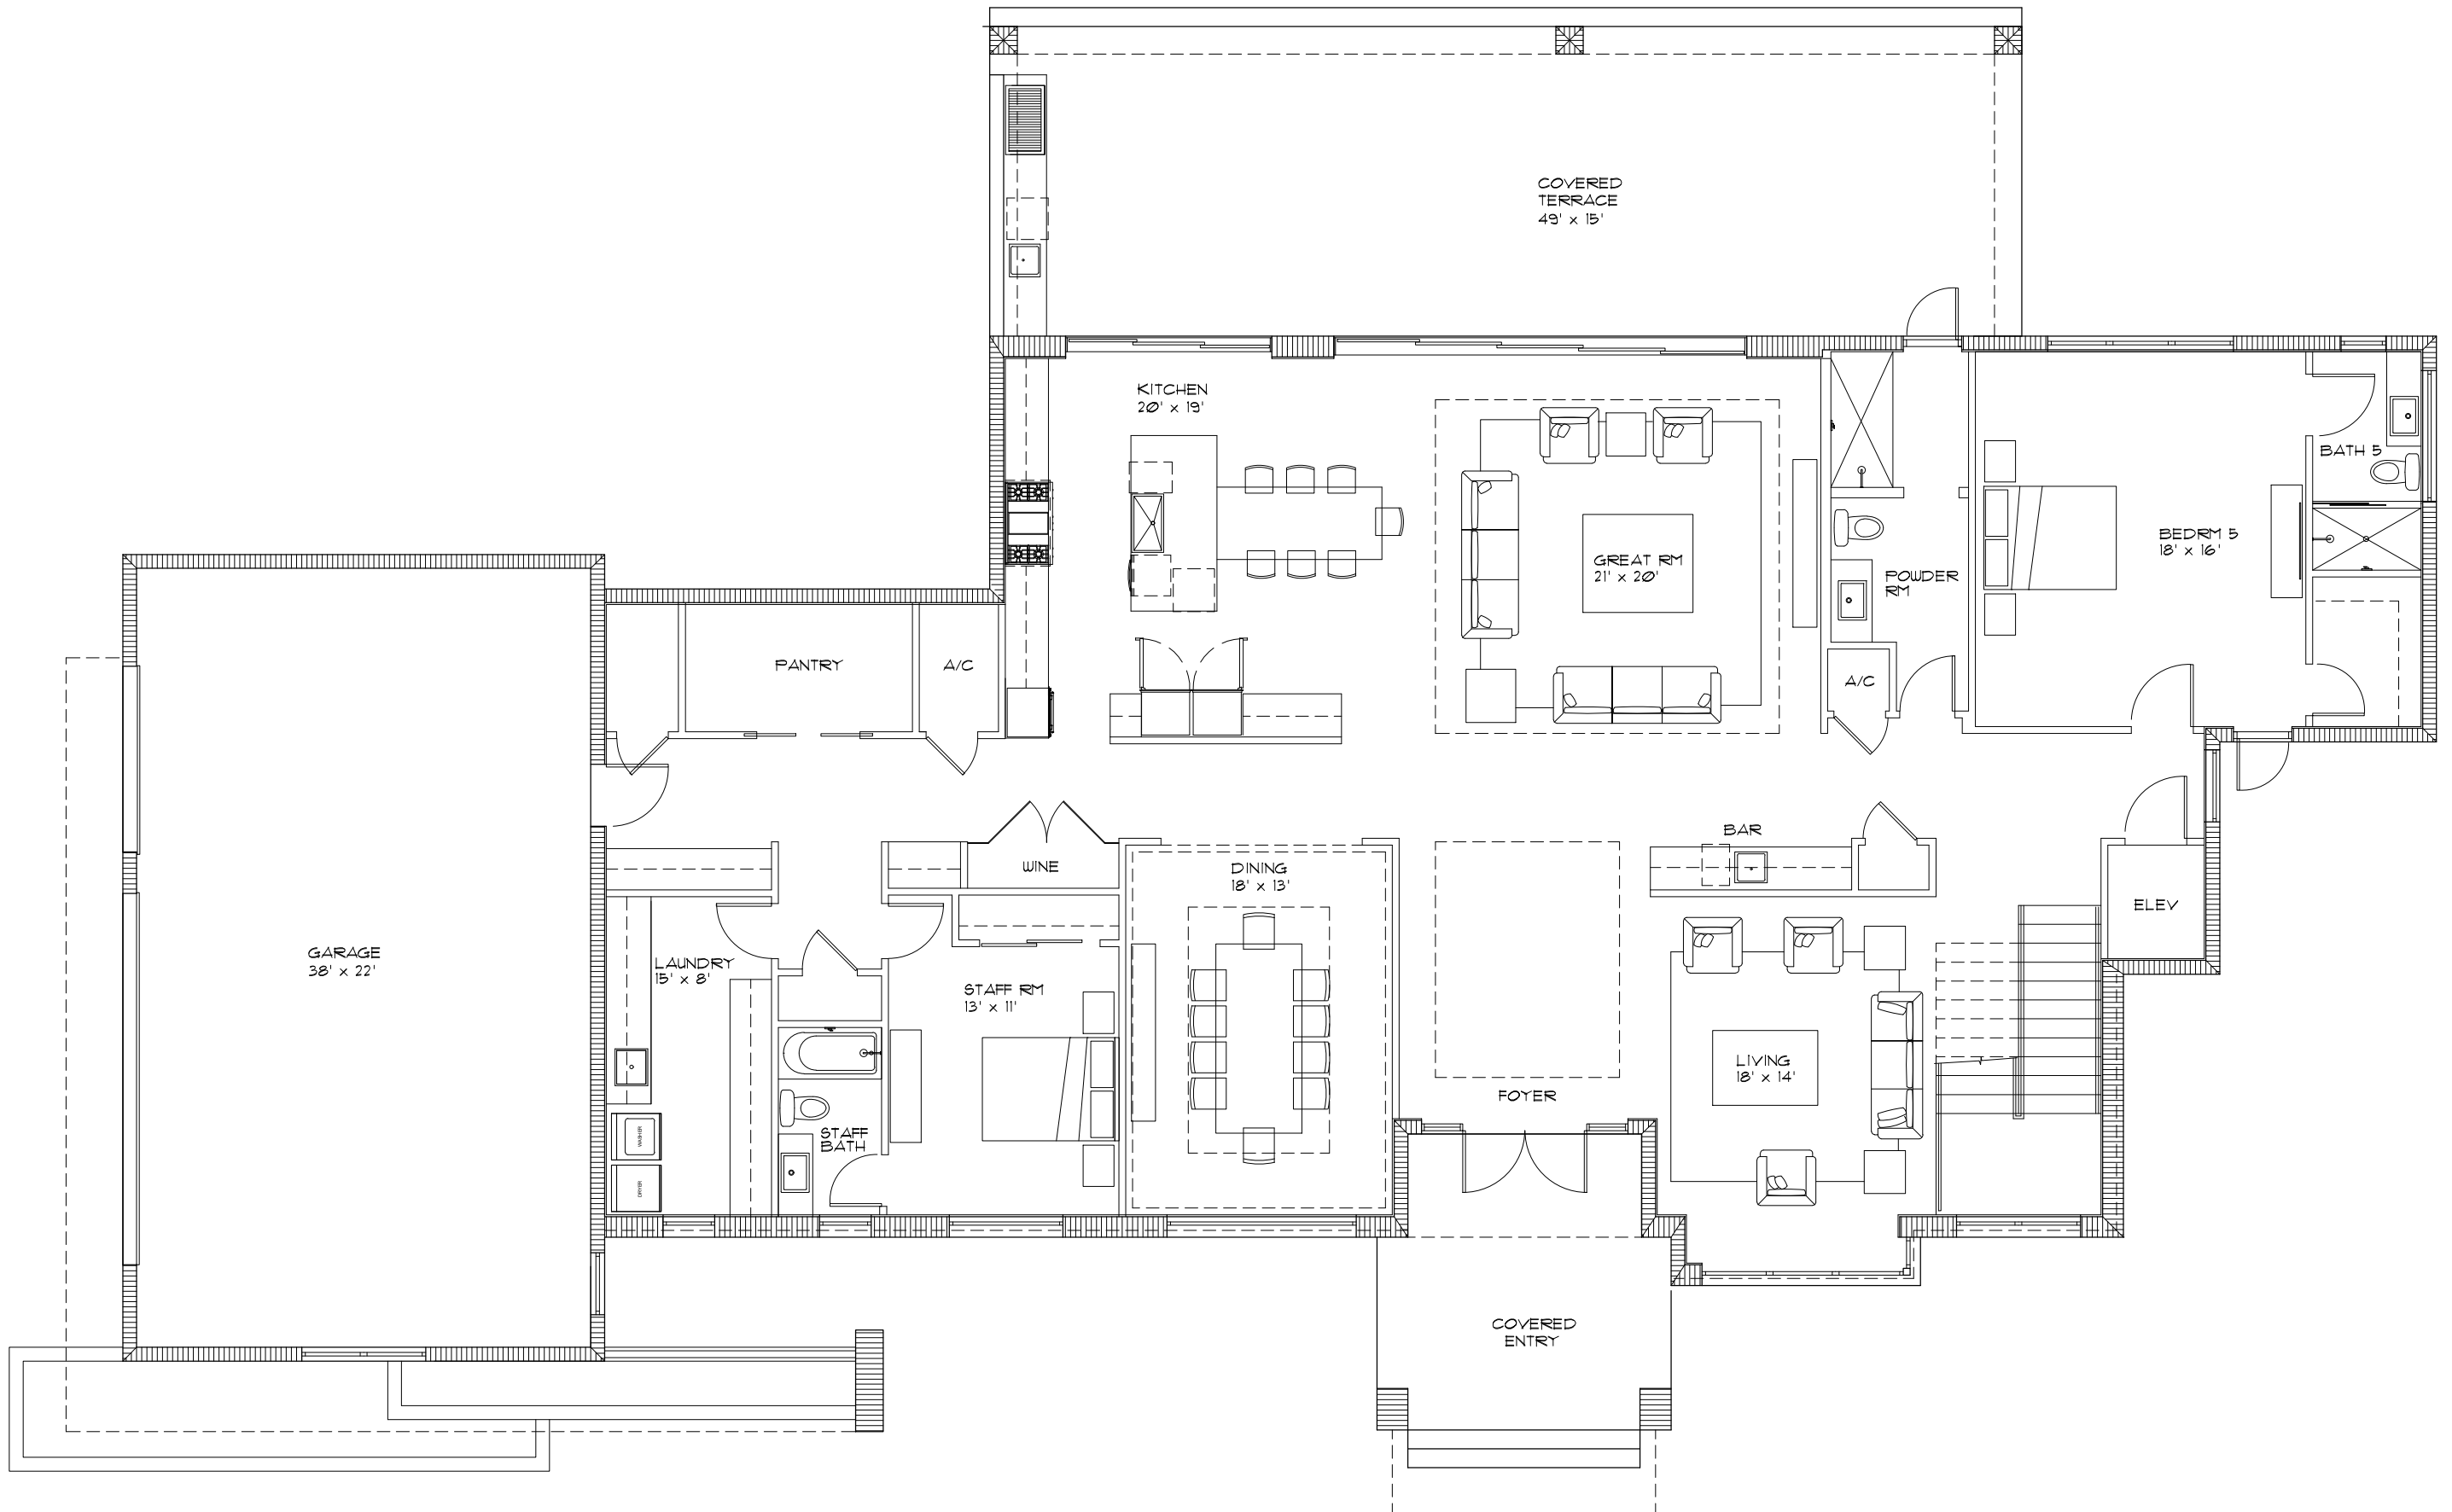 COVERED
TERRACE
49' x 15'
KITCHEN
20' x 19'
BATH 5
BEDRM 5
18' x 16'
GREAT RM
21' x 20'
POWDER
RM
PANTRY
A/C
A/C
BAR
WINE
DINING
18' x 13'
ELEV
GARAGE
38' x 22'
LAUNDRY
15' x 8'
STAFF RM
13' x 11'
LIVING
18' x 14'
FOYER
STAFF
BATH
WASHER
DRYER
COVERED
ENTRY